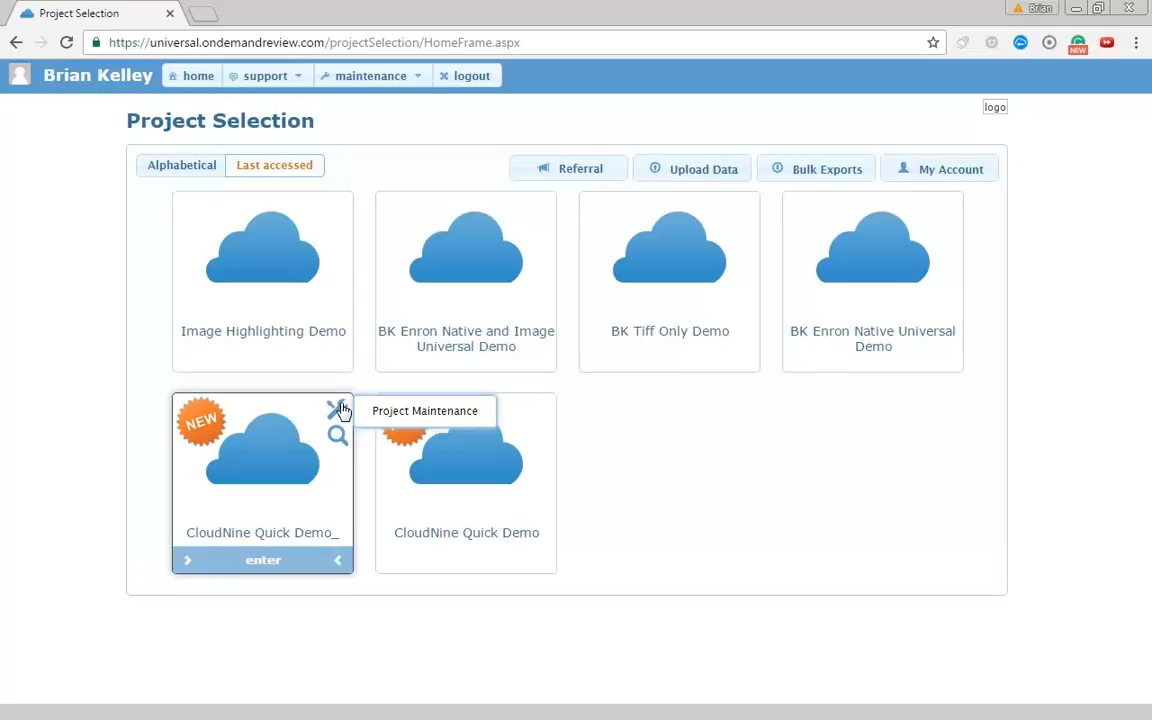 Project Selection
Brian
https://universal.ondemandreview.com/projectSelection/HomeFrame.aspx
NEW
Brian Kelley
home
support
maintenance
logout
logo
Project Selection
Alphabetical
Last accessed
Referral
Upload Data
Bulk Exports
My Account
Image Highlighting Demo
BK Enron Native and Image
Universal Demo
BK Tiff Only Demo
BK Enron Native Universal
Demo
NEW
Project Maintenance
CloudNine Quick Demo_
CloudNine Quick Demo
enter